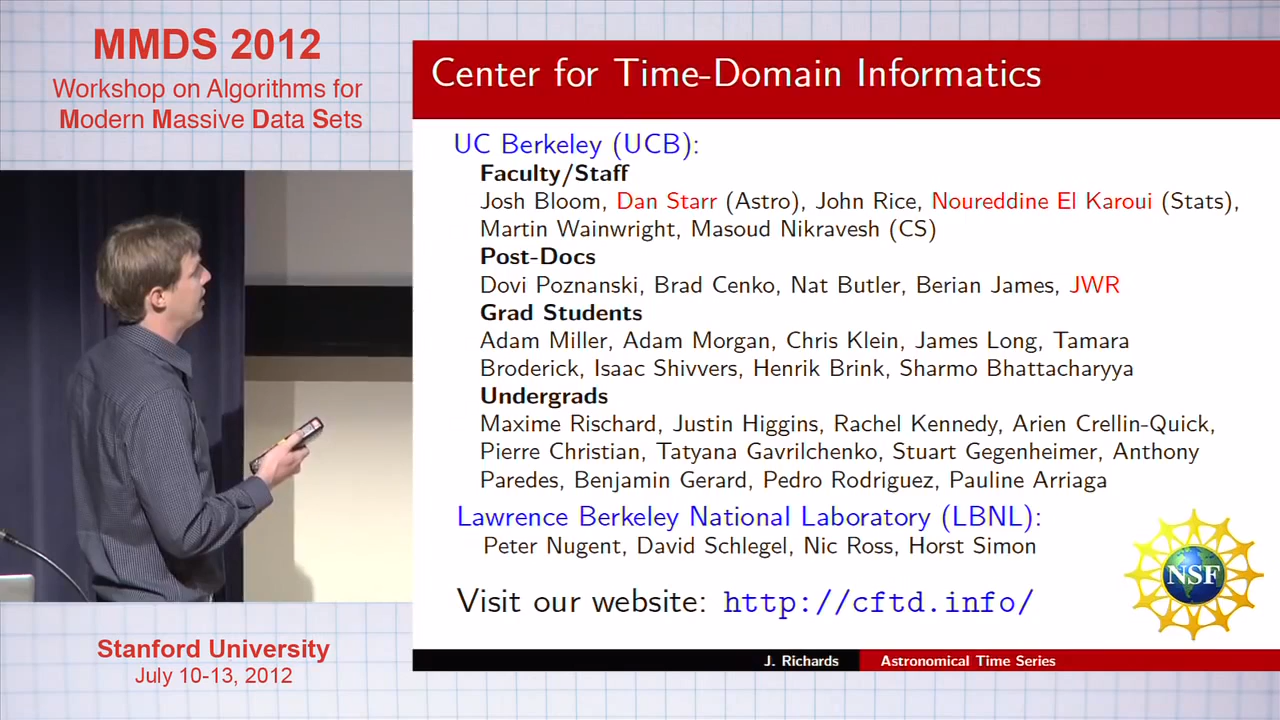 MMDS 2012
Workshop on Algorithms for
Modern Massive Data Sets
Center for Time-Domain Informatics
UC Berkeley (UCB):
Faculty/Staff
Josh Bloom, Dan Starr (Astro), John Rice, Noureddine El Karoui (Stats),
Martin Wainwright, Masoud Nikravesh (CS)
Post-Docs
Dovi Poznanski, Brad Cenko, Nat Butler, Berian James, JWR
Grad Students
Adam Miller, Adam Morgan, Chris Klein, James Long, Tamara
Broderick, Isaac Shivvers, Henrik Brink, Sharmo Bhattacharyya
Undergrads
Maxime Rischard, Justin Higgins, Rachel Kennedy, Arien Crellin-Quick,
Pierre Christian, Tatyana Gavrilchenko, Stuart Gegenheimer, Anthony
Paredes, Benjamin Gerard, Pedro Rodriguez, Pauline Arriaga
Lawrence Berkeley National Laboratory (LBNL):
Peter Nugent, David Schlegel, Nic Ross, Horst Simon
NSF
Visit our website: http://cftd.info/
J. Richards
Astronomical Time Series
Stanford University
July 10-13, 2012